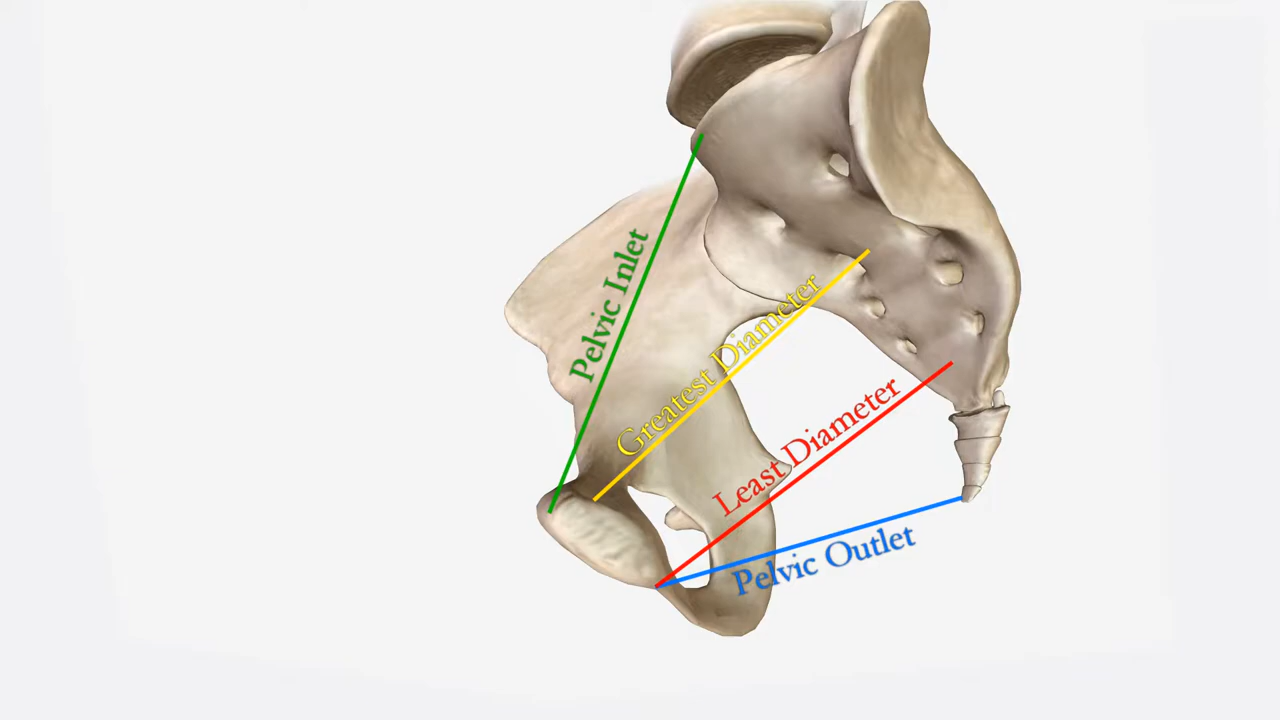 Pelvic Inlet
Greatest Diameter
Least Diameter
Pelvic Outlet